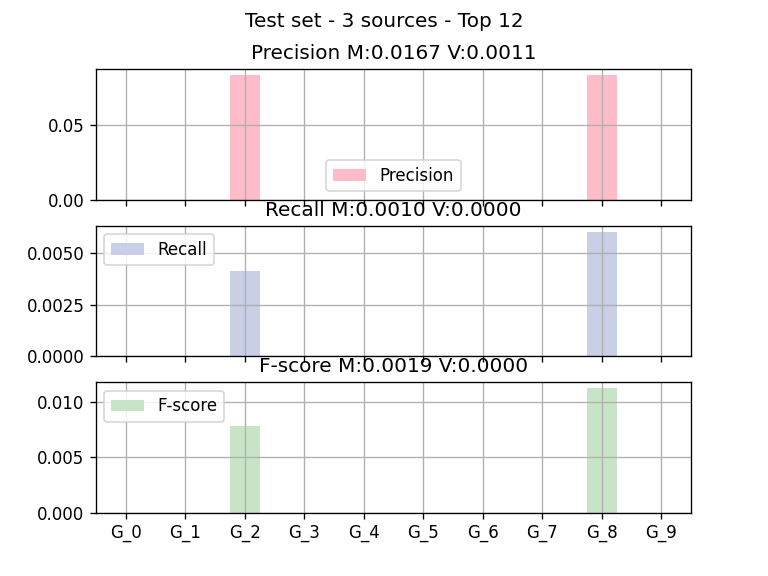 Test set - 3 sources - Top 12
Precision M:0.0167 V:0.0011
0.05
0.00
Precision
Recall M:0.0010 V:0.0000
0.0050
0.0025
0.0000
Recall
F-score M:0.0019 V:0.0000
0.010
0.005
0.000
F-score
G_0 G_1 G_2 G_3 G_4 G_5 G_6 G_7 G_8 G_9